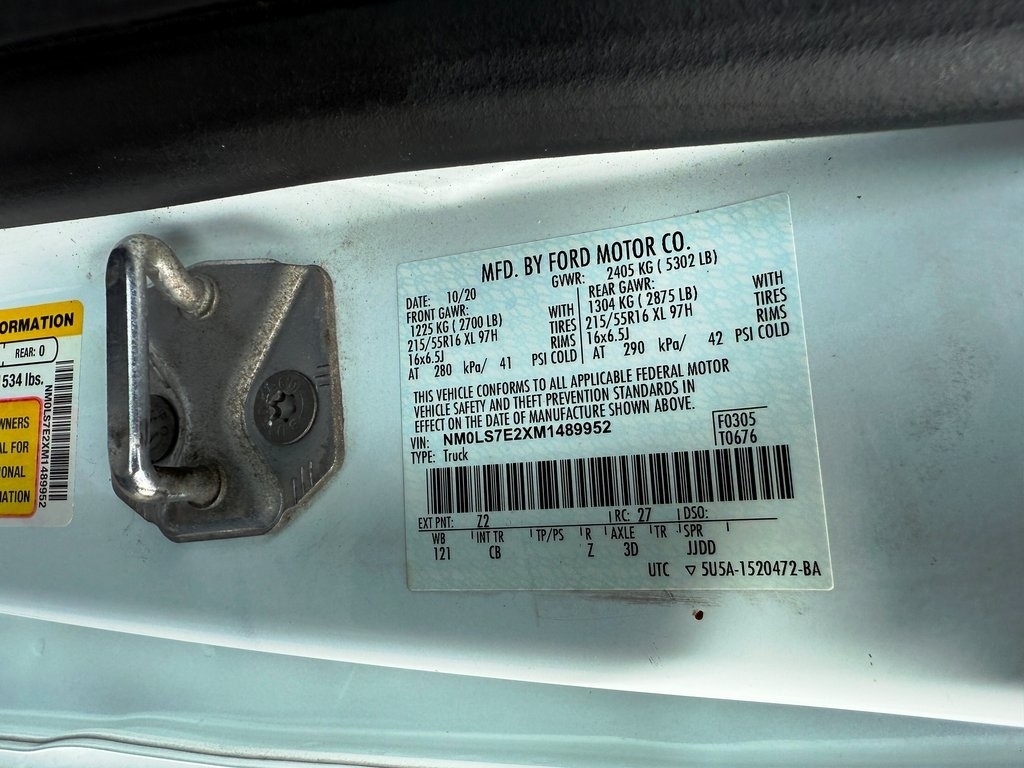 ORMATION
REAR: 0
534 lbs.
WNERS
AL FOR
IONAL
MATION
NM0LS7E2XM1489952
MFD. BY FORD MOTOR CO.
DATE: 10/20
GVWR: 2405 KG ( 5302 LB)
FRONT GAWR:
1225 KG ( 2700 LB) WITH
215/55R16 XL 97H TIRES
16x6.5J RIMS
AT 280 kPa/ 41 PSI COLD
REAR GAWR:
1304 KG ( 2875 LB) WITH
215/55R16 XL 97H TIRES
16x6.5J RIMS
AT 290 kPa/ 42 PSI COLD
THIS VEHICLE CONFORMS TO ALL APPLICABLE FEDERAL MOTOR
VEHICLE SAFETY AND THEFT PREVENTION STANDARDS IN
EFFECT ON THE DATE OF MANUFACTURE SHOWN ABOVE.
VIN: NM0LS7E2XM1489952
TYPE: Truck
F0305
T0676
EXT PNT: Z2 RC: 27 DSO:
WB INT TR TP/PS R AXLE TR SPR
121 CB Z 3D JJDD
UTC ▽ 5U5A-1520472-BA